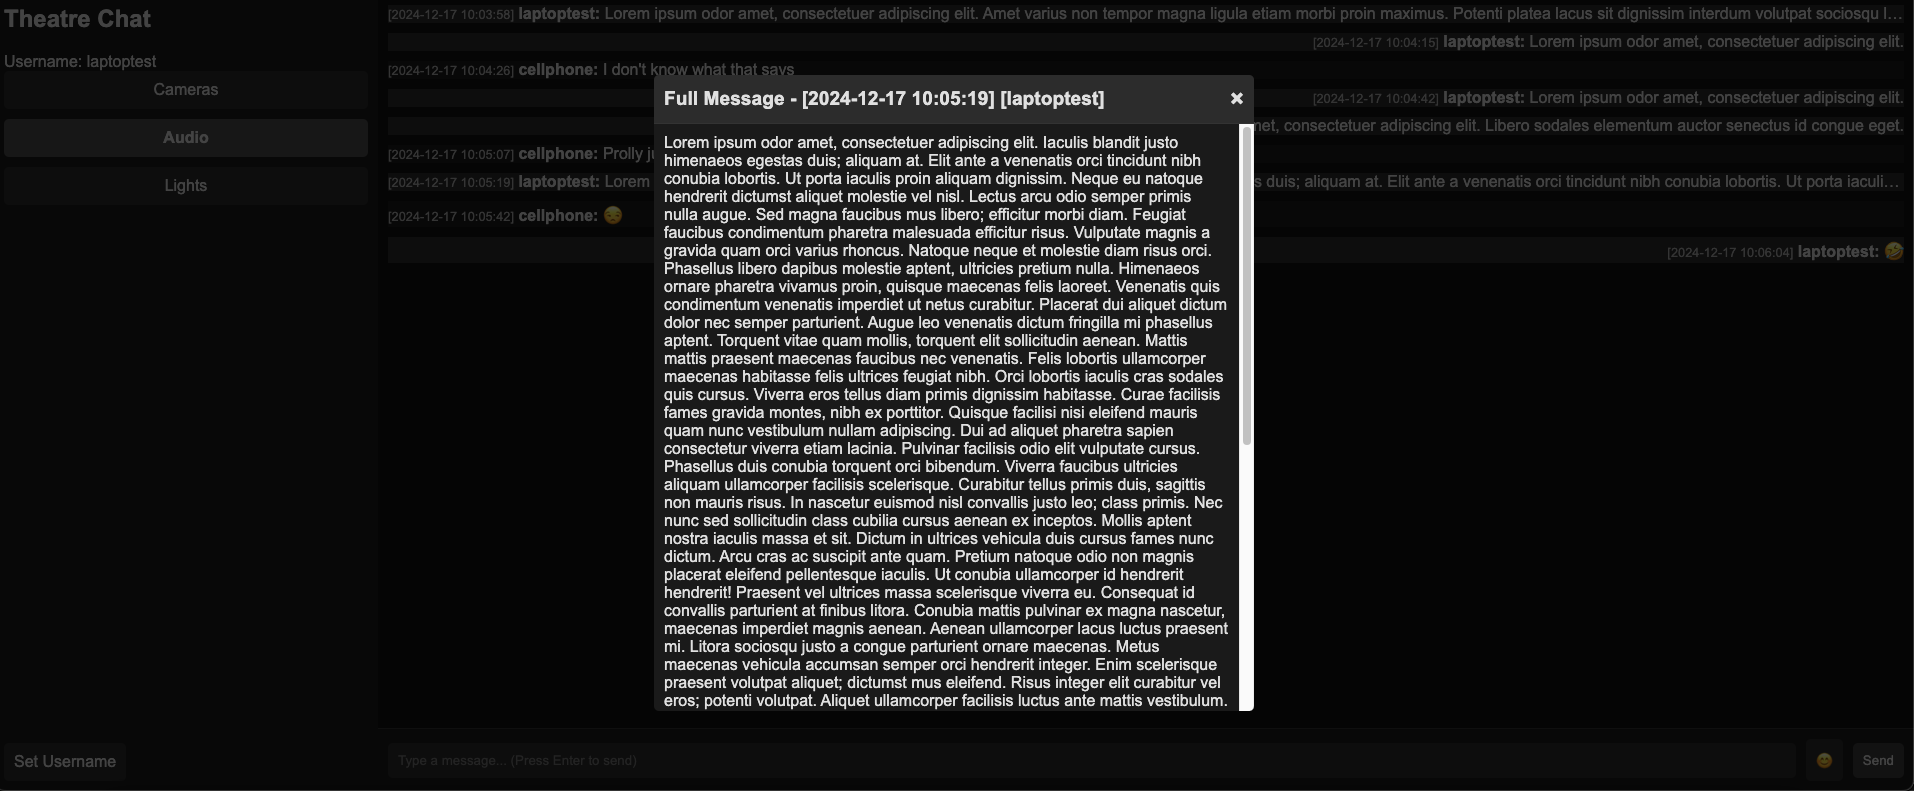 Theatre Chat
Username: laptoptest
Cameras
Audio
Lights
Set Username
[2024-12-17 10:03:58] laptoptest: Lorem ipsum odor amet, consectetuer adipiscing elit. Amet varius non tempor magna ligula etiam morbi proin maximus. Potenti platea lacus sit dignissim interdum volutpat sociosqu l...
[2024-12-17 10:04:15] laptoptest: Lorem ipsum odor amet, consectetuer adipiscing elit.
[2024-12-17 10:04:26] cellphone: I don't know what that says
[2024-12-17 10:04:42] laptoptest: Lorem ipsum odor amet, consectetuer adipiscing elit.
consectetuer adipiscing elit. Libero sodales elementum auctor senectus id congue eget.
[2024-12-17 10:05:07] cellphone: Prolly
[2024-12-17 10:05:19] laptoptest: Lorem
duis; aliquam at. Elit ante a venenatis orci tincidunt nibh conubia lobortis. Ut porta iaculi...
[2024-12-17 10:05:42] cellphone: 😒
[2024-12-17 10:06:04] laptoptest: 🤣
Full Message - [2024-12-17 10:05:19] [laptoptest]
Lorem ipsum odor amet, consectetuer adipiscing elit. Iaculis blandit justo
himenaeos egestas duis; aliquam at. Elit ante a venenatis orci tincidunt nibh
conubia lobortis. Ut porta iaculis proin aliquam dignissim. Neque eu natoque
hendrerit dictumst aliquet molestie vel nisl. Lectus arcu odio semper primis
nulla augue. Sed magna faucibus mus libero; efficitur morbi diam. Feugiat
faucibus condimentum pharetra malesuada efficitur risus. Vulputate magnis a
gravida quam orci varius rhoncus. Natoque neque et molestie diam risus orci.
Phasellus libero dapibus molestie aptent, ultricies pretium nulla. Himenaeos
ornare pharetra vivamus proin, quisque maecenas felis laoreet. Venenatis quis
condimentum venenatis imperdiet ut netus curabitur. Placerat dui aliquet dictum
dolor nec semper parturient. Augue leo venenatis dictum fringilla mi phasellus
aptent. Torquent vitae quam mollis, torquent elit sollicitudin aenean. Mattis
mattis praesent maecenas faucibus nec venenatis. Felis lobortis ullamcorper
maecenas habitasse felis ultrices feugiat nibh. Orci lobortis iaculis cras sodales
quis cursus. Viverra eros tellus diam primis dignissim habitasse. Curae facilisis
fames gravida montes, nibh ex porttitor. Quisque facilisi nisi eleifend mauris
quam nunc vestibulum nullam adipiscing. Dui ad aliquet pharetra sapien
consectetur viverra etiam lacinia. Pulvinar facilisis odio elit vulputate cursus.
Phasellus duis conubia torquent orci bibendum. Viverra faucibus ultricies
aliquam ullamcorper facilisis scelerisque. Curabitur tellus primis duis, sagittis
non mauris risus. In nascetur euismod nisl convallis justo leo; class primis. Nec
nunc sed sollicitudin class cubilia cursus aenean ex inceptos. Mollis aptent
nostra iaculis massa et sit. Dictum in ultrices vehicula duis cursus fames nunc
dictum. Arcu cras ac suscipit ante quam. Pretium natoque odio non magnis
placerat eleifend pellentesque iaculis. Ut conubia ullamcorper id hendrerit
hendrerit! Praesent vel ultrices massa scelerisque viverra eu. Consequat id
convallis parturient at finibus litora. Conubia mattis pulvinar ex magna nascetur,
maecenas imperdiet magnis aenean. Aenean ullamcorper lacus luctus praesent
mi. Litora sociosqu justo a congue parturient ornare maecenas. Metus
maecenas vehicula accumsan semper orci hendrerit integer. Enim scelerisque
praesent volutpat aliquet; dictumst mus eleifend. Risus integer elit curabitur vel
eros; potenti volutpat. Aliquet ullamcorper facilisis luctus ante mattis vestibulum.
Type a message... (Press Enter to send)
Send